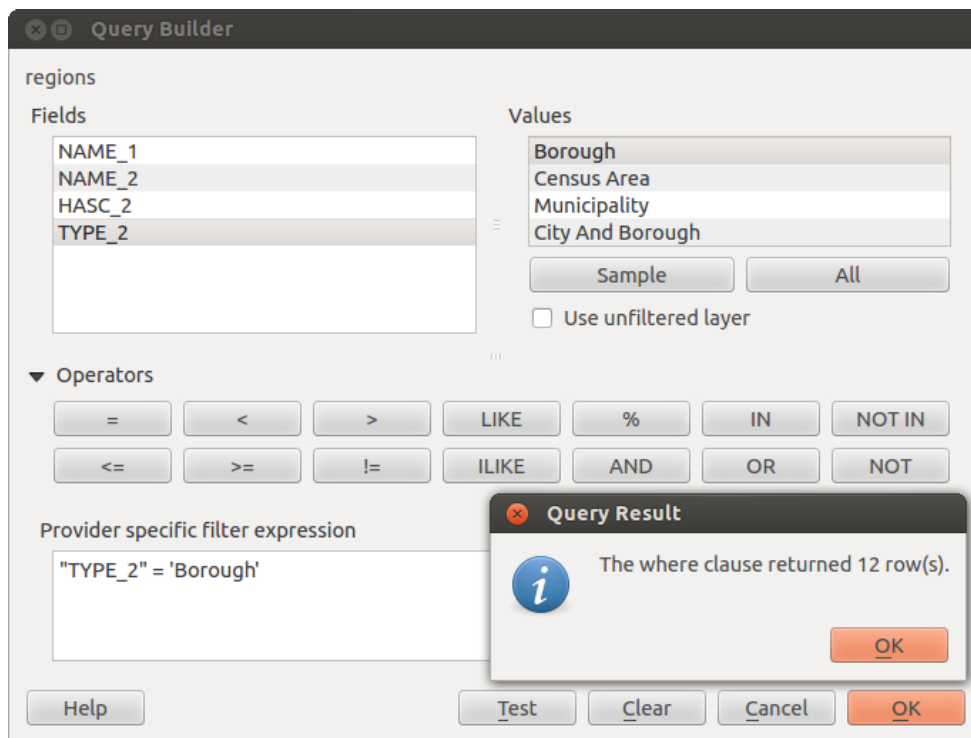 Query Builder
regions
Fields
NAME_1
NAME_2
HASC_2
TYPE_2
Values
Borough
Census Area
Municipality
City And Borough
Sample All
Use unfiltered layer
Operators
= < > LIKE % IN NOT IN
<= >= != ILIKE AND OR NOT
Provider specific filter expression
"TYPE_2" = 'Borough'
Query Result
The where clause returned 12 row(s).
OK
Help Test Clear Cancel OK